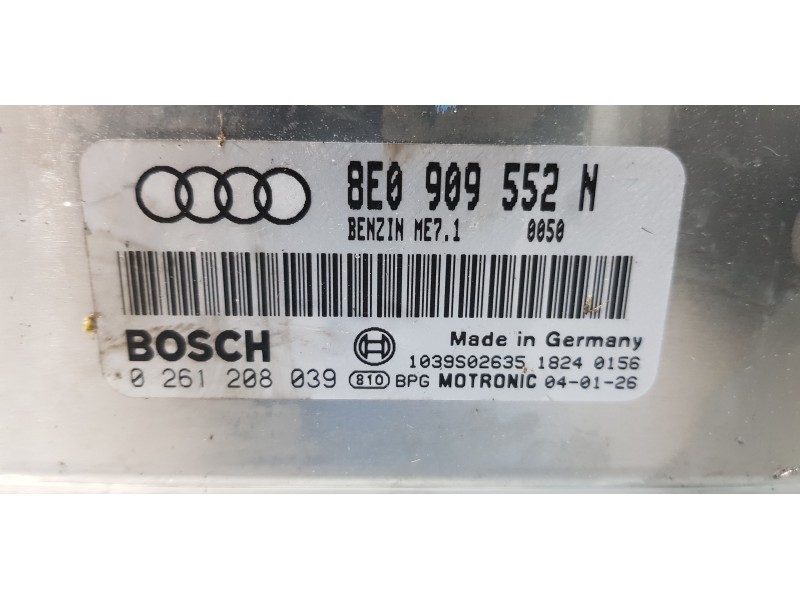 8E0 909 552 N
BENZIN ME7.1 0050
BOSCH
Made in Germany
1039S02635 1824 0156
0 261 208 039 810 BPG MOTRONIC 04-01-26